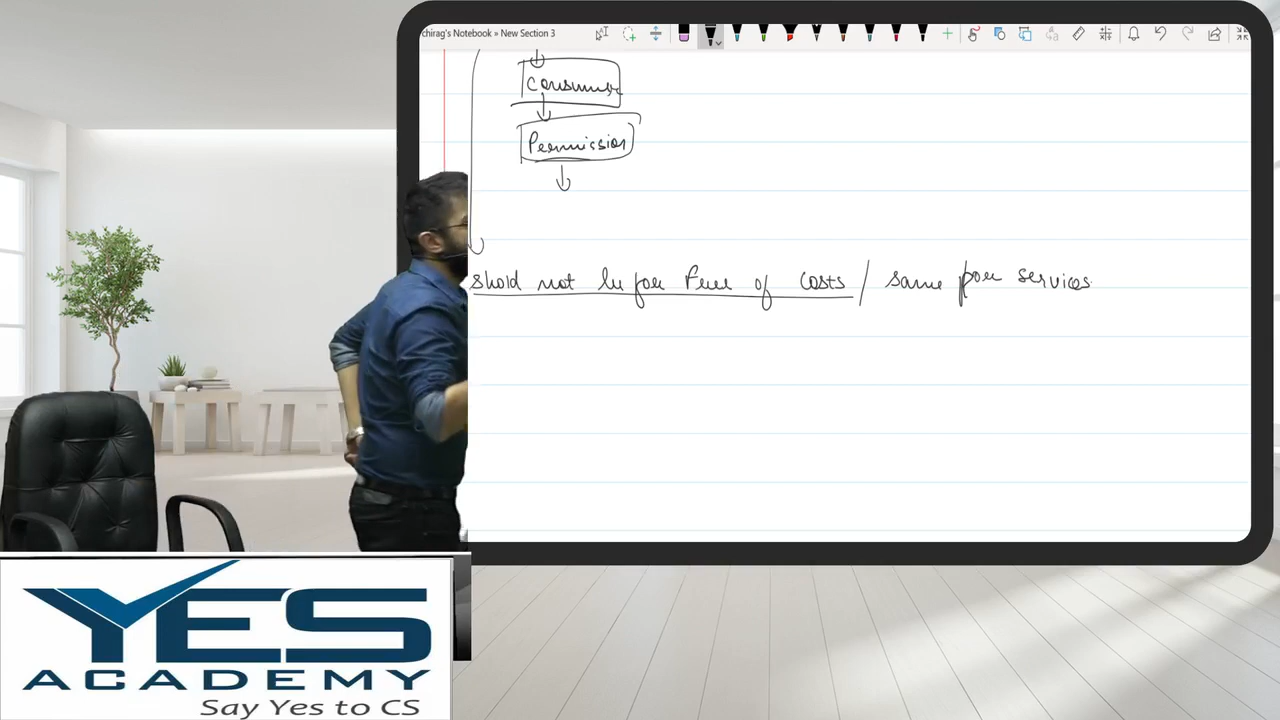 chirag's Notebook » New Section 3
Consumer
Permission
shold not be for Free of costs / same for services
YES
ACADEMY
Say Yes to CS